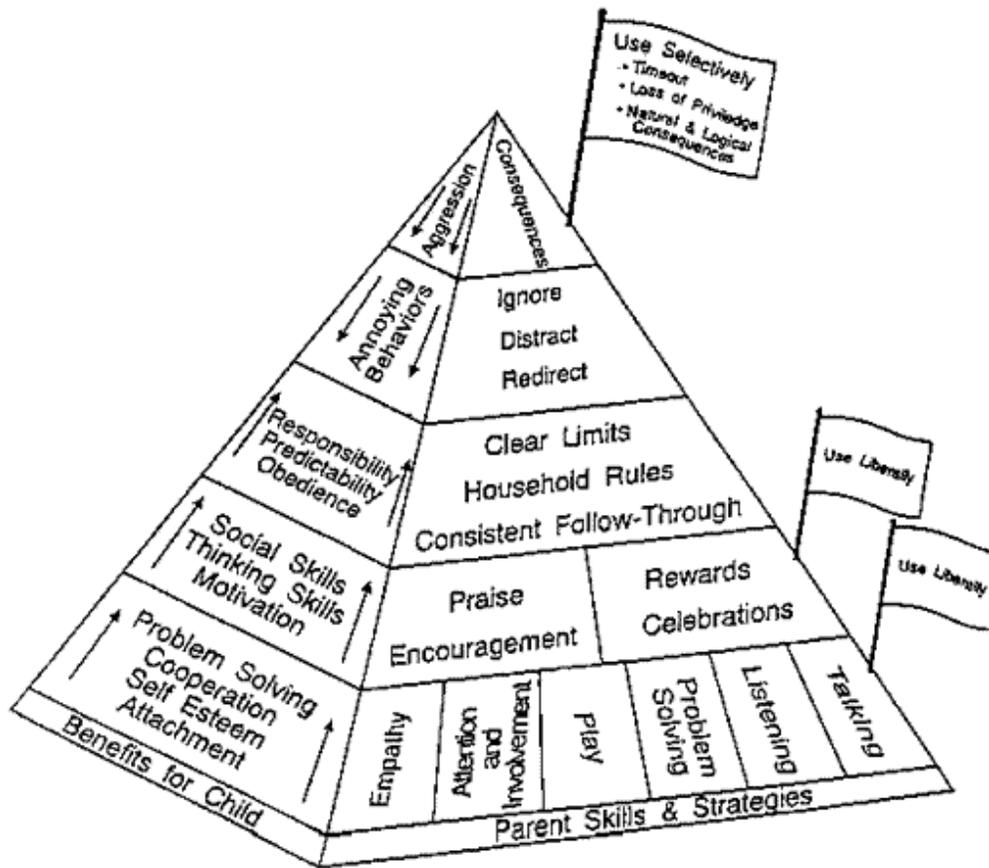 Use Selectively
• Timeout
• Loss of Priviledge
• Natural & Logical
Consequences
Aggression
Consequences
Annoying
Behaviors
Ignore
Distract
Redirect
Responsibility
Predictability
Obedience
Clear Limits
Household Rules
Consistent Follow-Through
Use Liberally
Social Skills
Thinking Skills
Motivation
Praise
Encouragement
Rewards
Celebrations
Use Liberally
Problem Solving
Cooperation
Self Esteem
Attachment
Empathy
Attention
and
Involvement
Play
Problem
Solving
Listening
Talking
Benefits for Child
Parent Skills & Strategies